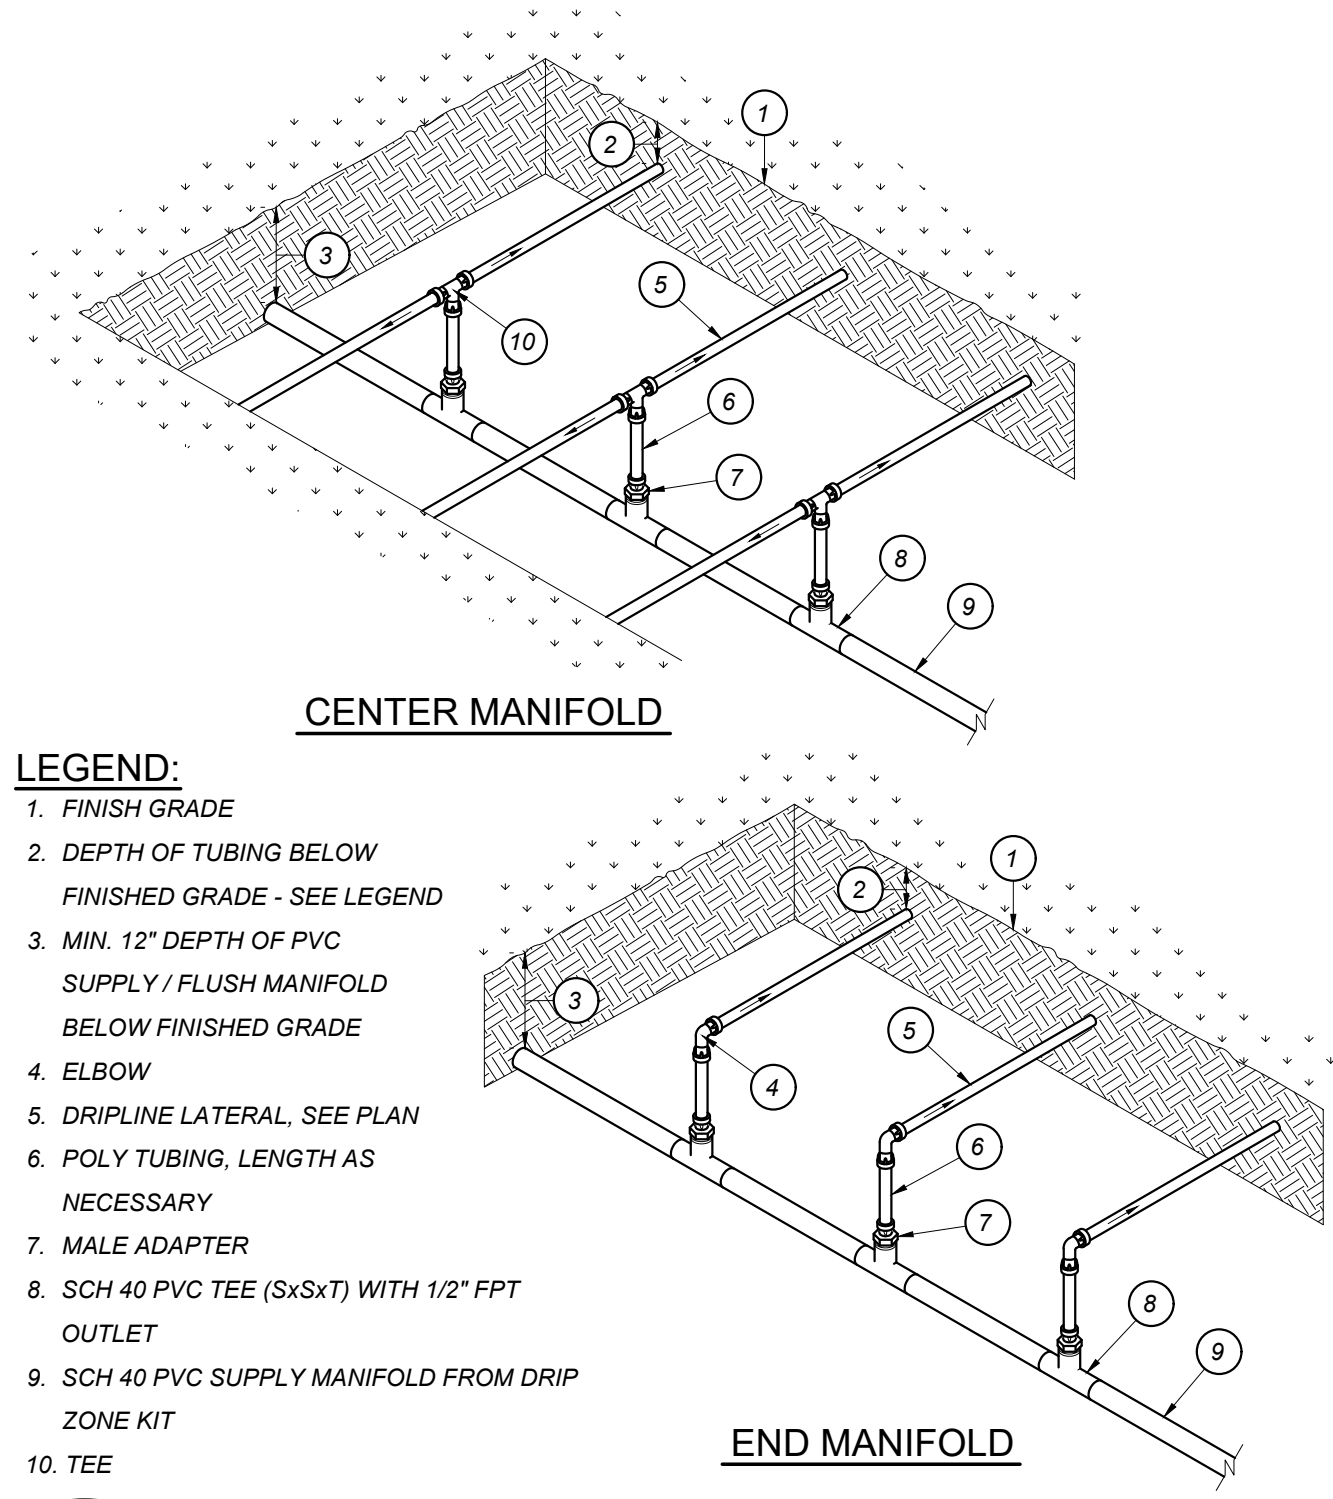 1
2
3
5
10
6
7
8
9
N
CENTER MANIFOLD
LEGEND:
1. FINISH GRADE
2. DEPTH OF TUBING BELOW
FINISHED GRADE - SEE LEGEND
3. MIN. 12" DEPTH OF PVC
SUPPLY / FLUSH MANIFOLD
BELOW FINISHED GRADE
4. ELBOW
5. DRIPLINE LATERAL, SEE PLAN
6. POLY TUBING, LENGTH AS
NECESSARY
7. MALE ADAPTER
8. SCH 40 PVC TEE (SxSxT) WITH 1/2" FPT
OUTLET
9. SCH 40 PVC SUPPLY MANIFOLD FROM DRIP
ZONE KIT
10. TEE
1
2
3
5
4
6
7
8
9
N
END MANIFOLD